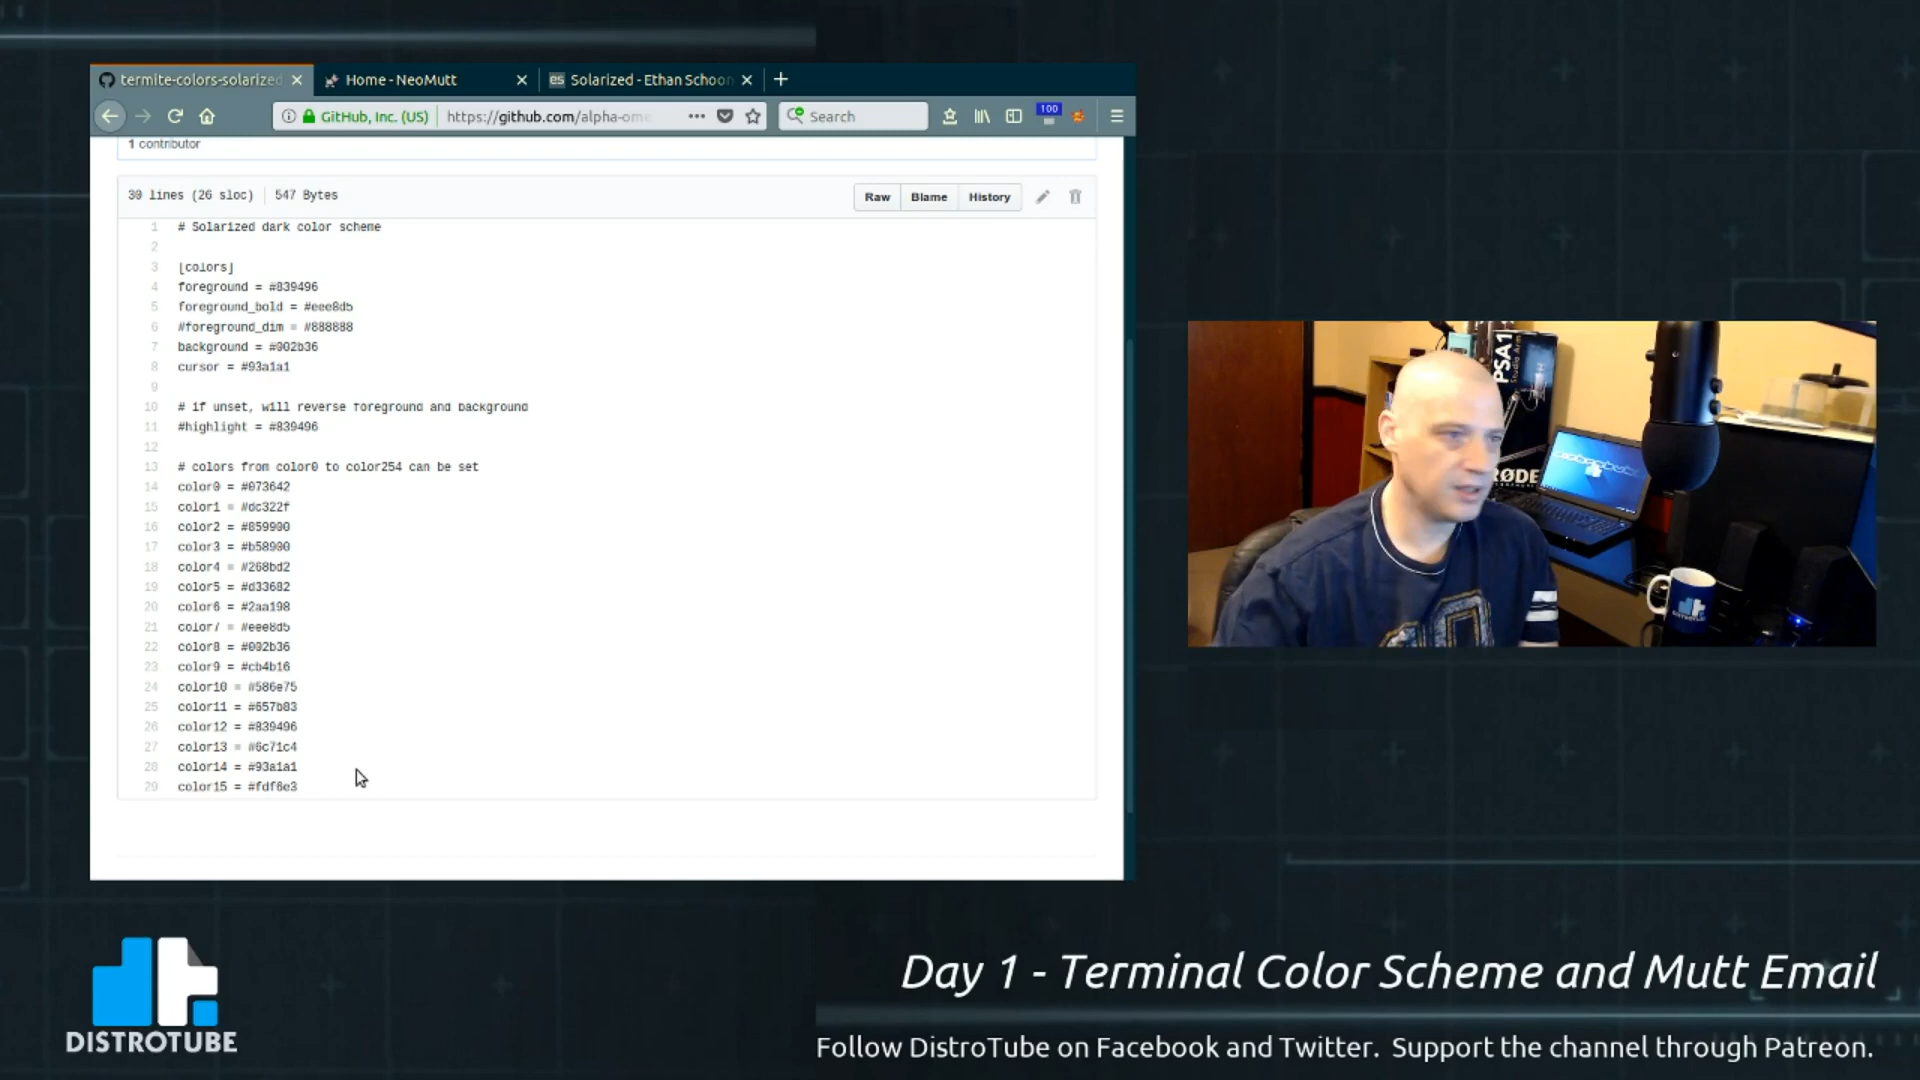 termite-colors-solarized
Home - NeoMutt
es Solarized - Ethan Schoon
GitHub, Inc. (US)
https://github.com/alpha-ome
Search
100
1 contributor
30 lines (26 sloc)
547 Bytes
Raw
Blame
History
1 # Solarized dark color scheme
2
3 [colors]
4 foreground = #839496
5 foreground_bold = #eee8d5
6 #foreground_dim = #888888
7 background = #002b36
8 cursor = #93a1a1
9
10 # if unset, will reverse foreground and background
11 #highlight = #839496
12
13 # colors from color0 to color254 can be set
14 color0 = #073642
15 color1 = #dc322f
16 color2 = #859900
17 color3 = #b58900
18 color4 = #268bd2
19 color5 = #d33682
20 color6 = #2aa198
21 color7 = #eee8d5
22 color8 = #002b36
23 color9 = #cb4b16
24 color10 = #586e75
25 color11 = #657b83
26 color12 = #839496
27 color13 = #6c71c4
28 color14 = #93a1a1
29 color15 = #fdf6e3
PSA1
Studio Arm
RØDE
DISTROTUBE
DISTROTUBE
Day 1 - Terminal Color Scheme and Mutt Email
Follow DistroTube on Facebook and Twitter. Support the channel through Patreon.